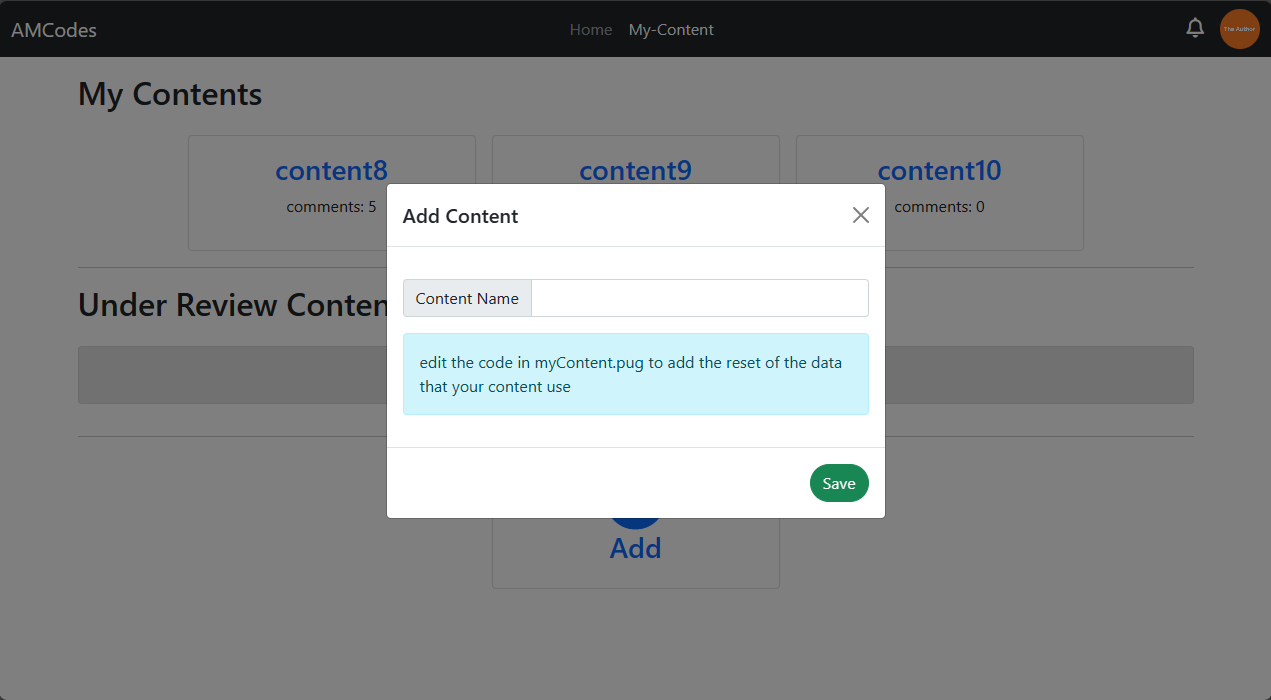 AMCodes
Home My-Content
The Author
My Contents
content8
content9
content10
comments: 5
comments: 0
Add Content
Content Name
edit the code in myContent.pug to add the reset of the data
that your content use
Save
Under Review Conten
Add